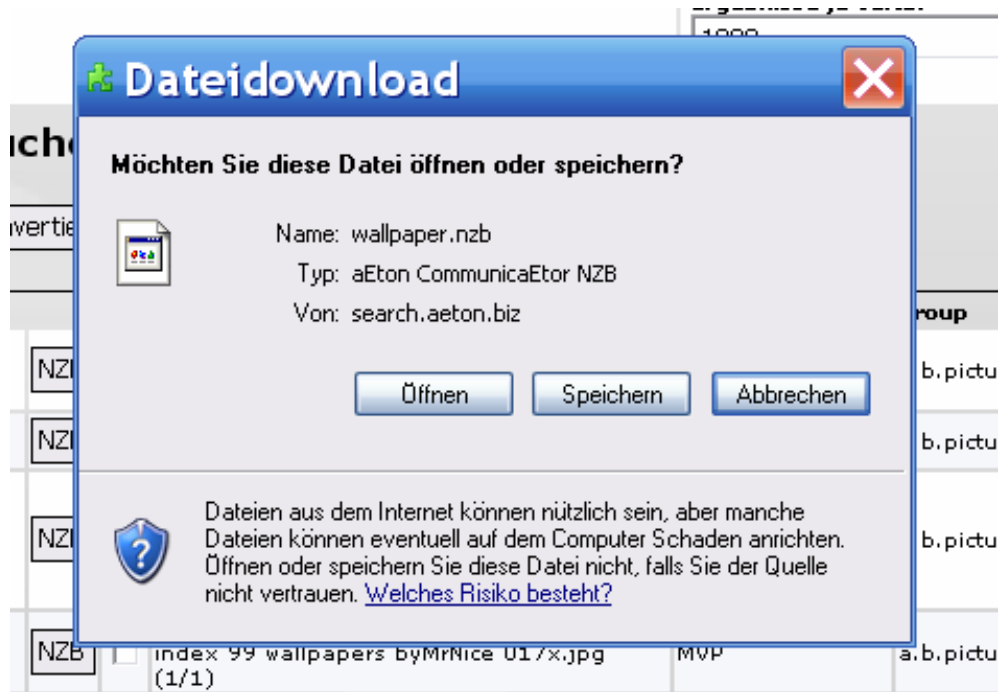 1000
Dateidownload
Möchten Sie diese Datei öffnen oder speichern?
Name: wallpaper.nzb
Typ: aEton CommunicaEtor NZB
Von: search.aeton.biz
Öffnen Speichern Abbrechen
Dateien aus dem Internet können nützlich sein, aber manche
Dateien können eventuell auf dem Computer Schaden anrichten.
Öffnen oder speichern Sie diese Datei nicht, falls Sie der Quelle
nicht vertrauen. Welches Risiko besteht?
roup
b.pictu
b.pictu
b.pictu
NZB index 99 wallpapers byMrNice 017x.jpg MVP a.b.pictu
(1/1)